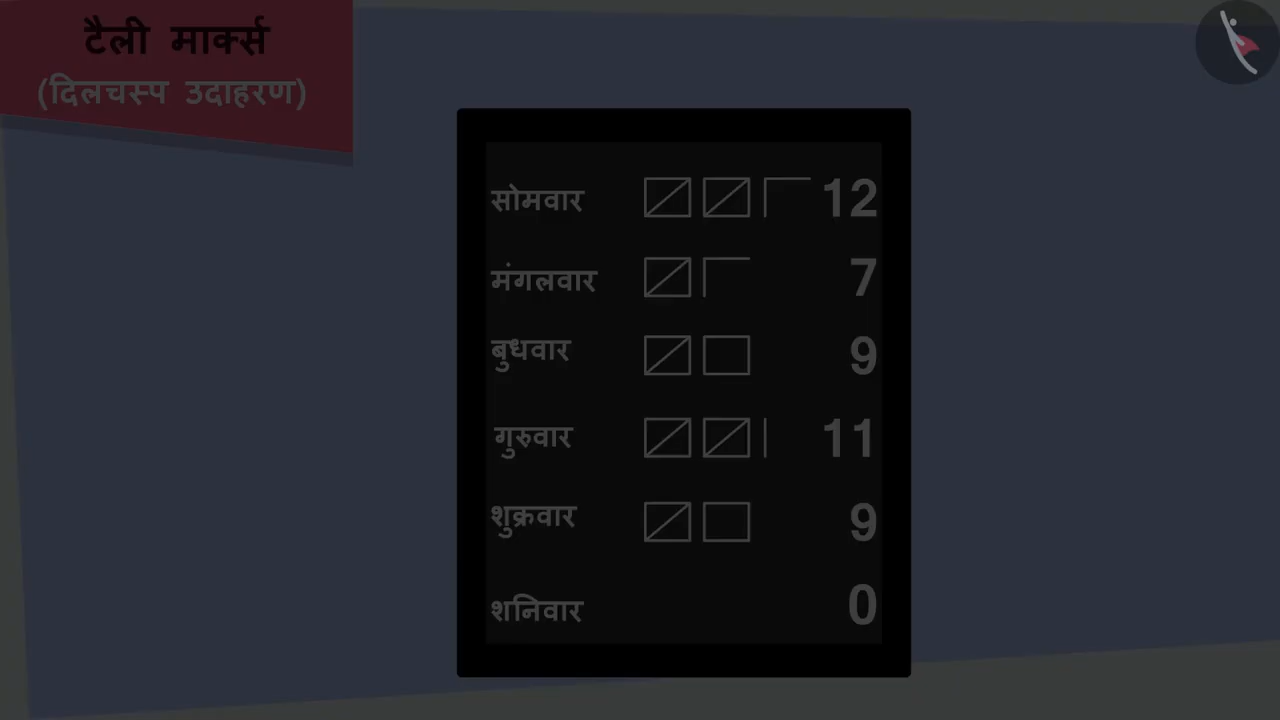 टैली मार्क्स
(दिलचस्प उदाहरण)
सोमवार 12
मंगलवार 7
बुधवार 9
गुरुवार 11
शुक्रवार 9
शनिवार 0